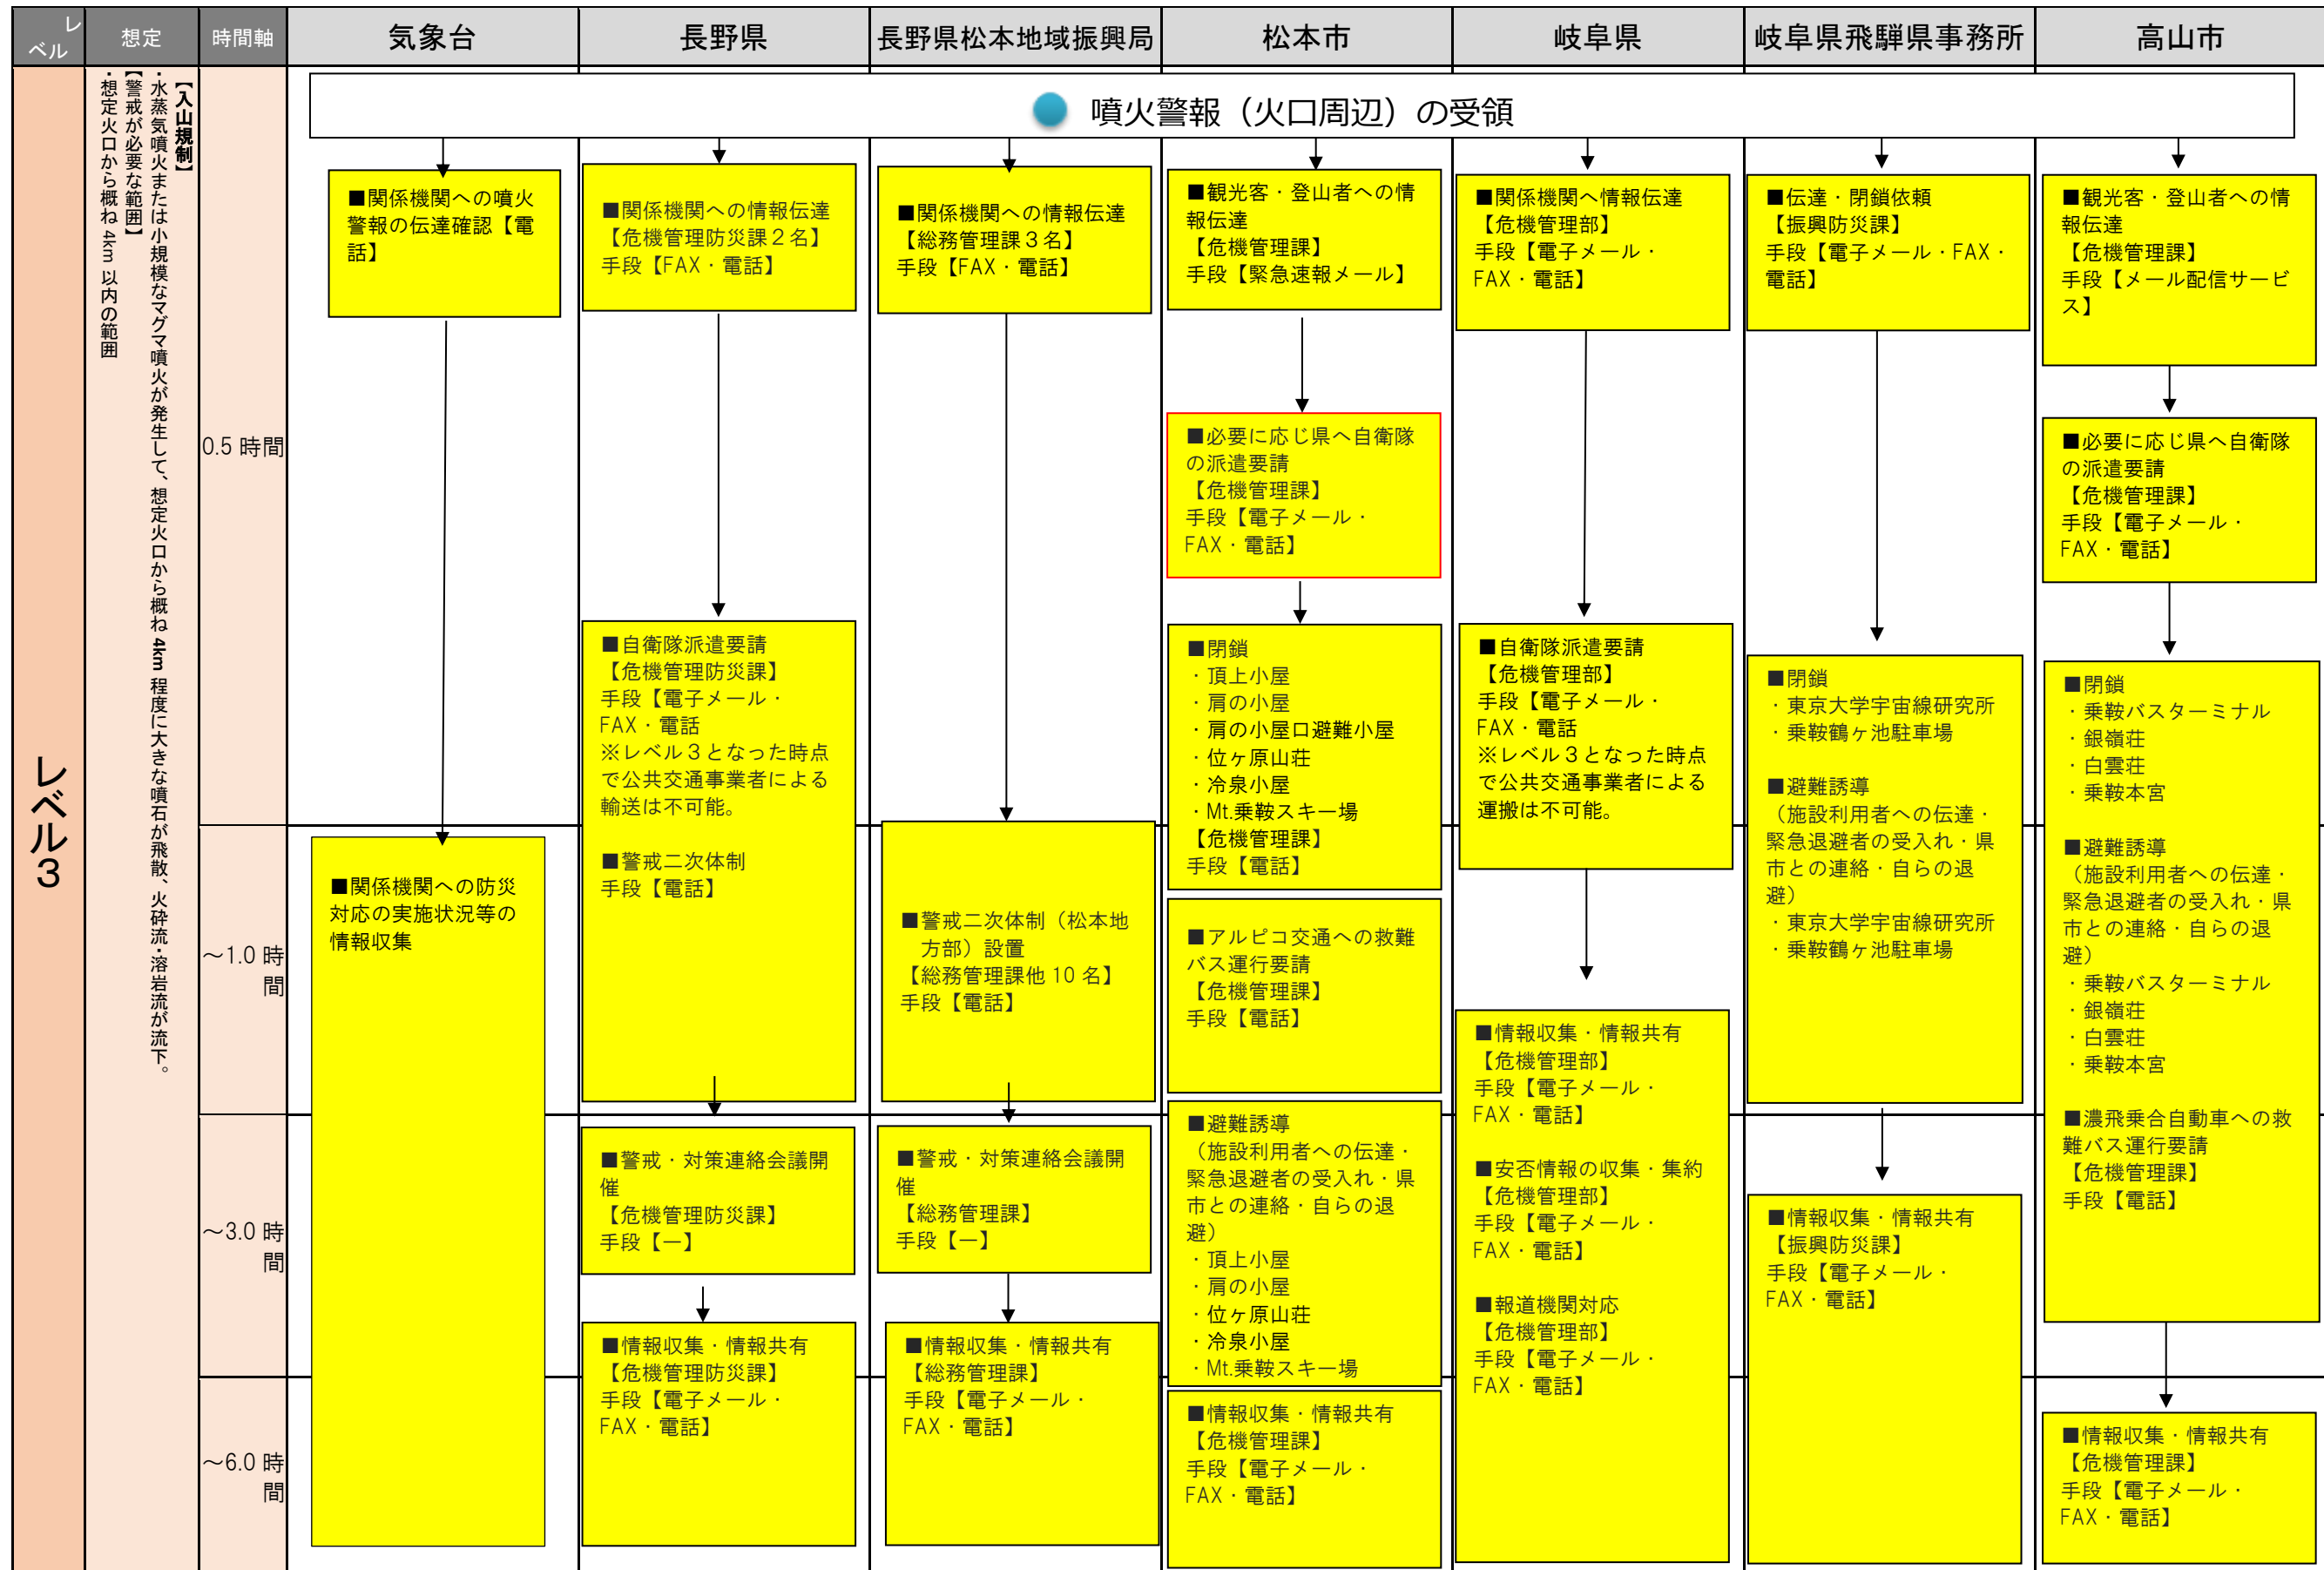 レ
ベル
想定
時間軸
気象台
長野県
長野県松本地域振興局
松本市
岐阜県
岐阜県飛騨県事務所
高山市
レベル３
【入山規制】
・水蒸気噴火または小規模なマグマ噴火が発生して、想定火口から概ね 4km 程度に大きな噴石が飛散、火砕流・溶岩流が流下。
【警戒が必要な範囲】
・想定火口から概ね 4km 以内の範囲
0.5 時間
～1.0 時
間
～3.0 時
間
～6.0 時
間
噴火警報（火口周辺）の受領
■関係機関への噴火
警報の伝達確認【電
話】
■関係機関への防災
対応の実施状況等の
情報収集
■関係機関への情報伝達
【危機管理防災課２名】
手段【FAX・電話】
■自衛隊派遣要請
【危機管理防災課】
手段【電子メール・
FAX・電話
※レベル３となった時点
で公共交通事業者による
輸送は不可能。
■警戒二次体制
手段【電話】
■警戒・対策連絡会議開
催
【危機管理防災課】
手段【―】
■情報収集・情報共有
【危機管理防災課】
手段【電子メール・
FAX・電話】
■関係機関への情報伝達
【総務管理課３名】
手段【FAX・電話】
■警戒二次体制（松本地
方部）設置
【総務管理課他 10 名】
手段【電話】
■警戒・対策連絡会議開
催
【総務管理課】
手段【―】
■情報収集・情報共有
【総務管理課】
手段【電子メール・
FAX・電話】
■観光客・登山者への情
報伝達
【危機管理課】
手段【緊急速報メール】
■必要に応じ県へ自衛隊
の派遣要請
【危機管理課】
手段【電子メール・
FAX・電話】
■閉鎖
・頂上小屋
・肩の小屋
・肩の小屋口避難小屋
・位ヶ原山荘
・冷泉小屋
・Mt.乗鞍スキー場
【危機管理課】
手段【電話】
■アルピコ交通への救難
バス運行要請
【危機管理課】
手段【電話】
■避難誘導
（施設利用者への伝達・
緊急退避者の受入れ・県
市との連絡・自らの退
避）
・頂上小屋
・肩の小屋
・位ヶ原山荘
・冷泉小屋
・Mt.乗鞍スキー場
■情報収集・情報共有
【危機管理課】
手段【電子メール・
FAX・電話】
■関係機関へ情報伝達
【危機管理部】
手段【電子メール・
FAX・電話】
■自衛隊派遣要請
【危機管理部】
手段【電子メール・
FAX・電話
※レベル３となった時点
で公共交通事業者による
運搬は不可能。
■情報収集・情報共有
【危機管理部】
手段【電子メール・
FAX・電話】
■安否情報の収集・集約
【危機管理部】
手段【電子メール・
FAX・電話】
■報道機関対応
【危機管理部】
手段【電子メール・
FAX・電話】
■伝達・閉鎖依頼
【振興防災課】
手段【電子メール・FAX・
電話】
■閉鎖
・東京大学宇宙線研究所
・乗鞍鶴ヶ池駐車場
■避難誘導
（施設利用者への伝達・
緊急退避者の受入れ・県
市との連絡・自らの退
避）
・東京大学宇宙線研究所
・乗鞍鶴ヶ池駐車場
■情報収集・情報共有
【振興防災課】
手段【電子メール・
FAX・電話】
■観光客・登山者への情
報伝達
【危機管理課】
手段【メール配信サービ
ス】
■必要に応じ県へ自衛隊
の派遣要請
【危機管理課】
手段【電子メール・
FAX・電話】
■閉鎖
・乗鞍バスターミナル
・銀嶺荘
・白雲荘
・乗鞍本宮
■避難誘導
（施設利用者への伝達・
緊急退避者の受入れ・県
市との連絡・自らの退
避）
・乗鞍バスターミナル
・銀嶺荘
・白雲荘
・乗鞍本宮
■濃飛乗合自動車への救
難バス運行要請
【危機管理課】
手段【電話】
■情報収集・情報共有
【危機管理課】
手段【電子メール・
FAX・電話】